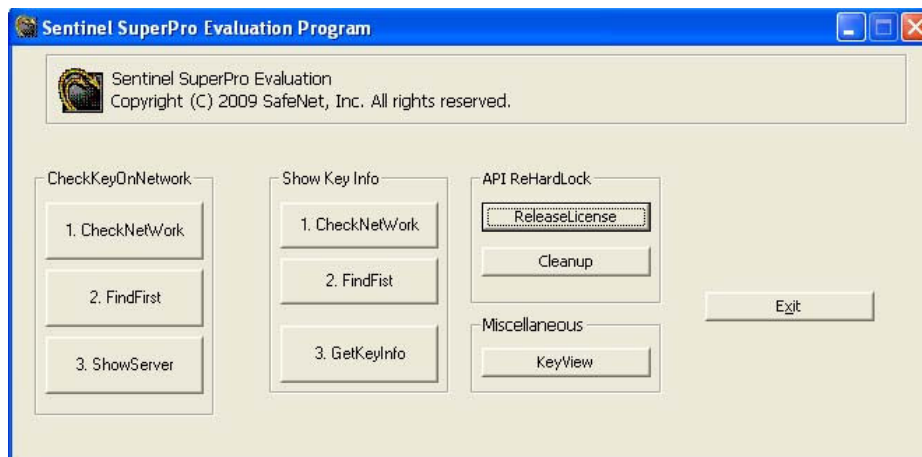 Sentinel SuperPro Evaluation Program
Sentinel SuperPro Evaluation
Copyright (C) 2009 SafeNet, Inc. All rights reserved.
CheckKeyOnNetwork
1. CheckNetWork
2. FindFirst
3. ShowServer
Show Key Info
1. CheckNetWork
2. FindFist
3. GetKeyInfo
API ReHardLock
ReleaseLicense
Cleanup
Miscellaneous
KeyView
Exit